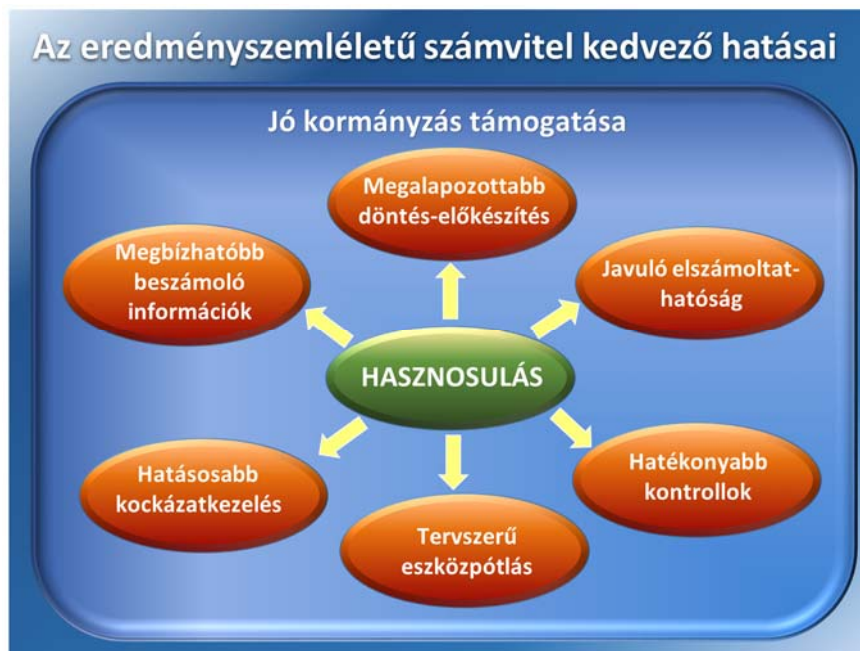 Az eredményszemléletű számvitel kedvező hatásai
Jó kormányzás támogatása
Megalapozottabb
döntés-előkészítés
Megbízhatóbb
beszámoló
információk
Javuló elszámoltat-
hatóság
HASZNOSULÁS
Hatásosabb
kockázatkezelés
Hatékonyabb
kontrollok
Tervszerű
eszközpótlás